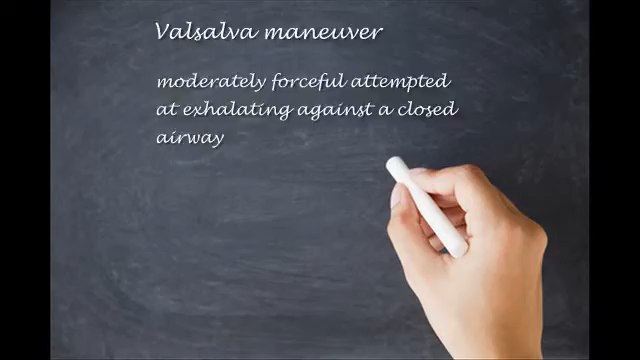 Valsalva maneuver
moderately forceful attempted
at exhalating against a closed
airway